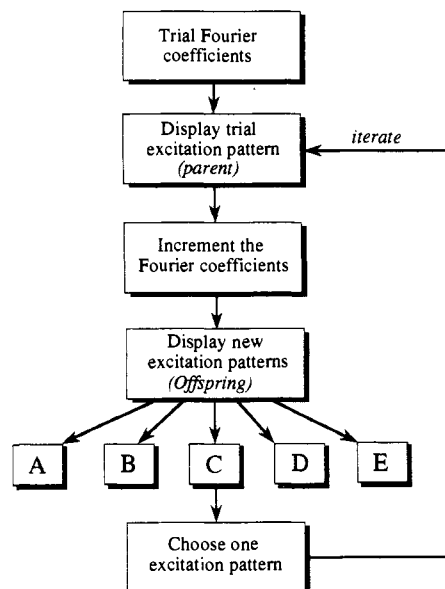 Trial Fourier
coefficients
Display trial
excitation pattern
(parent)
iterate
Increment the
Fourier coefficients
Display new
excitation patterns
(Offspring)
A B C D E
Choose one
excitation pattern